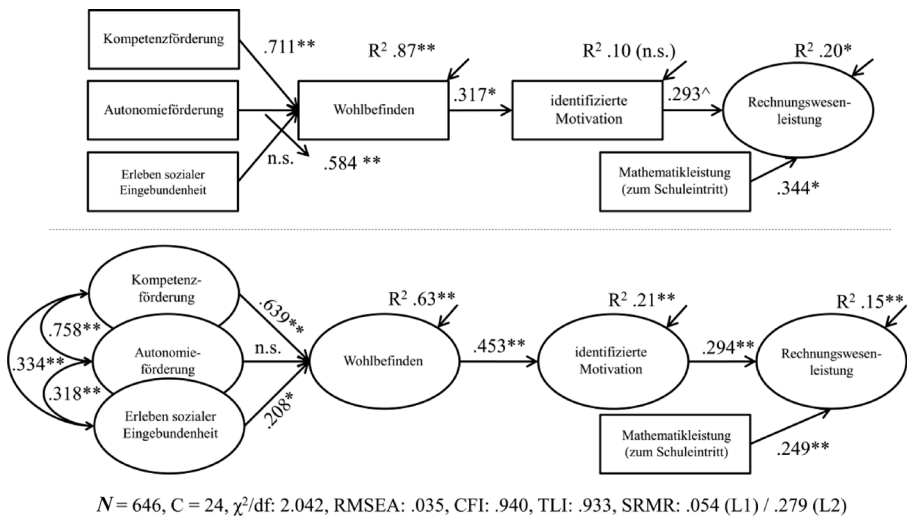 Kompetenzförderung
.711**
R² .87**
R² .10 (n.s.)
R² .20*
Autonomieförderung
Wohlbefinden
.317*
identifizierte
Motivation
.293^
Rechnungswesen-
leistung
n.s.
.584 **
Erleben sozialer
Eingebundenheit
Mathematikleistung
(zum Schuleintritt)
.344*
Kompetenz-
förderung
.639**
R² .63**
R² .21**
R² .15**
.758**
.334**
Autonomie-
förderung
n.s.
Wohlbefinden
.453**
identifizierte
Motivation
.294**
Rechnungswesen-
leistung
.318**
Erleben sozialer
Eingebundenheit
.208*
Mathematikleistung
(zum Schuleintritt)
.249**
N = 646, C = 24, χ²/df: 2.042, RMSEA: .035, CFI: .940, TLI: .933, SRMR: .054 (L1) / .279 (L2)